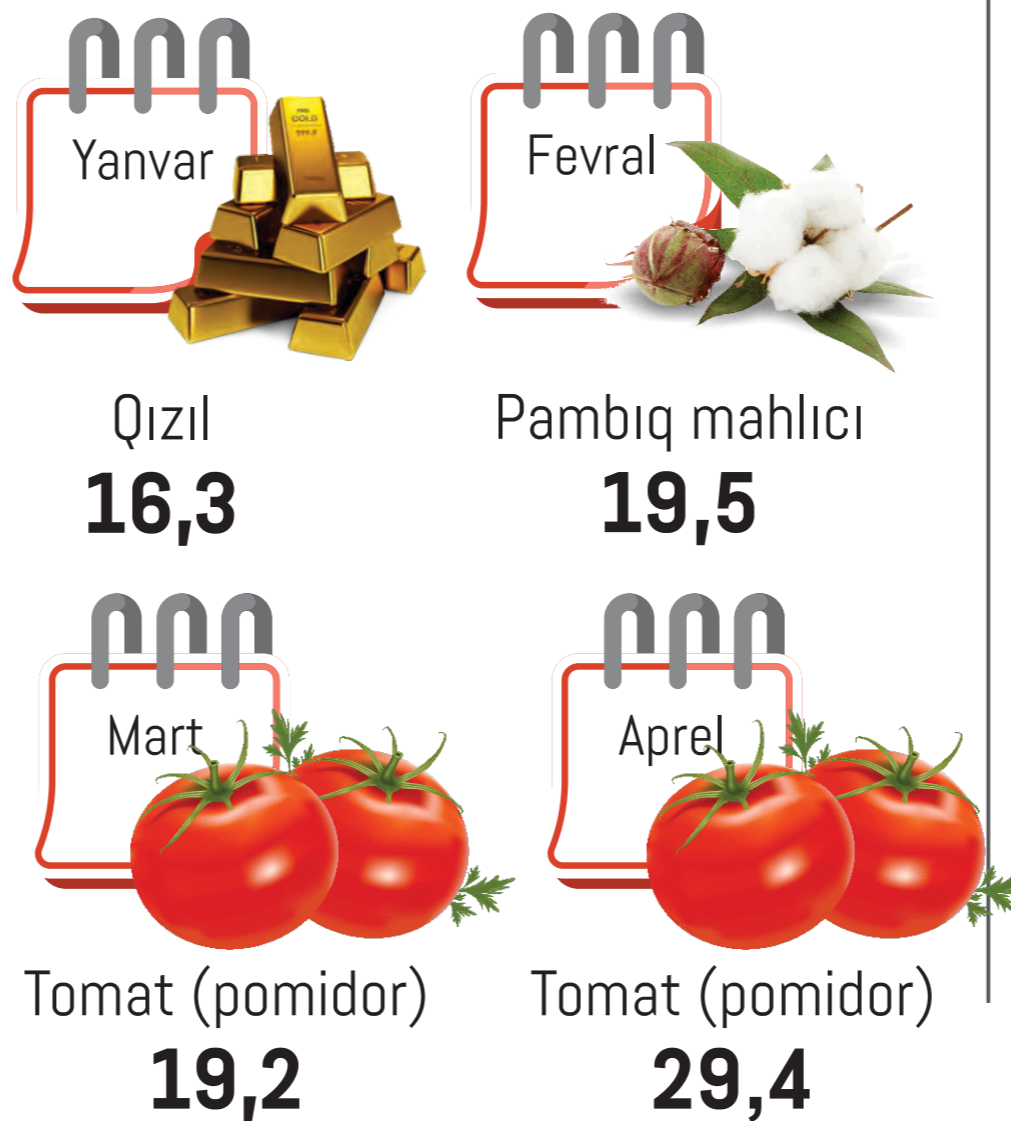 Yanvar
Fevral
Qızıl
16,3
Pambıq mahlıcı
19,5
Mart
Aprel
Tomat (pomidor)
19,2
Tomat (pomidor)
29,4